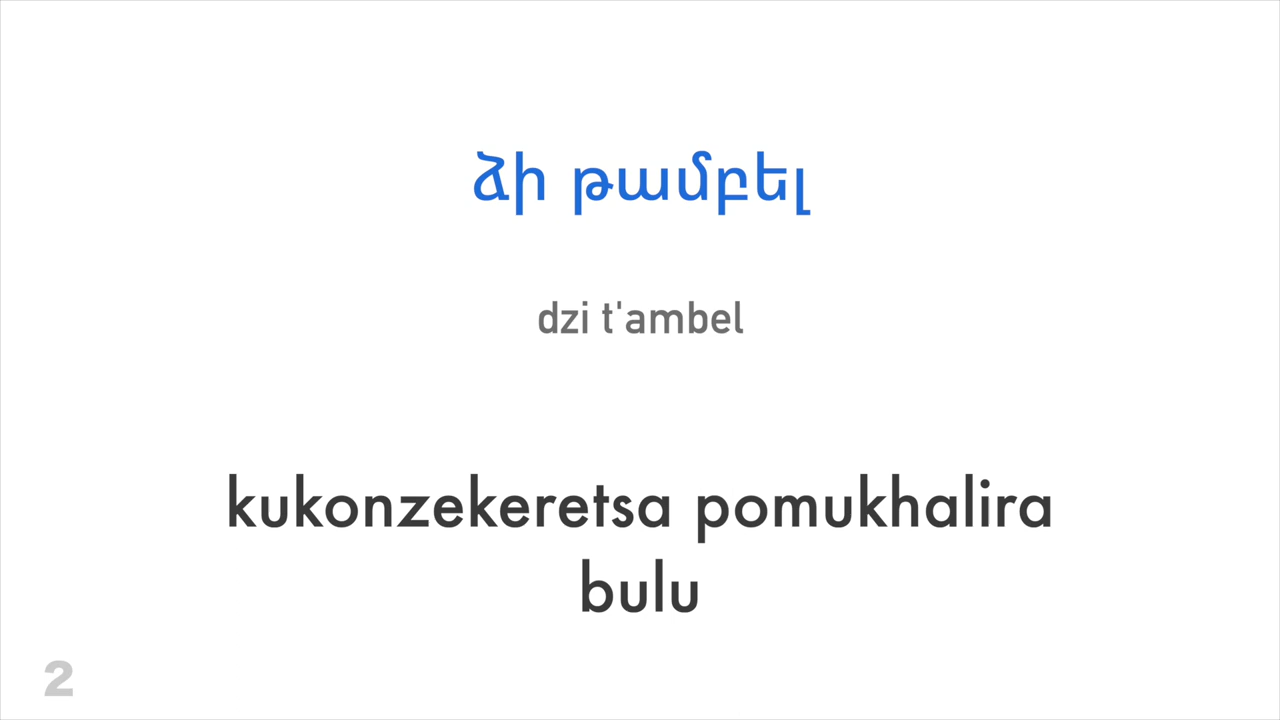 ձի թամբել
dzi t'ambel
kukonzekeretsa pomukhalira
bulu
2